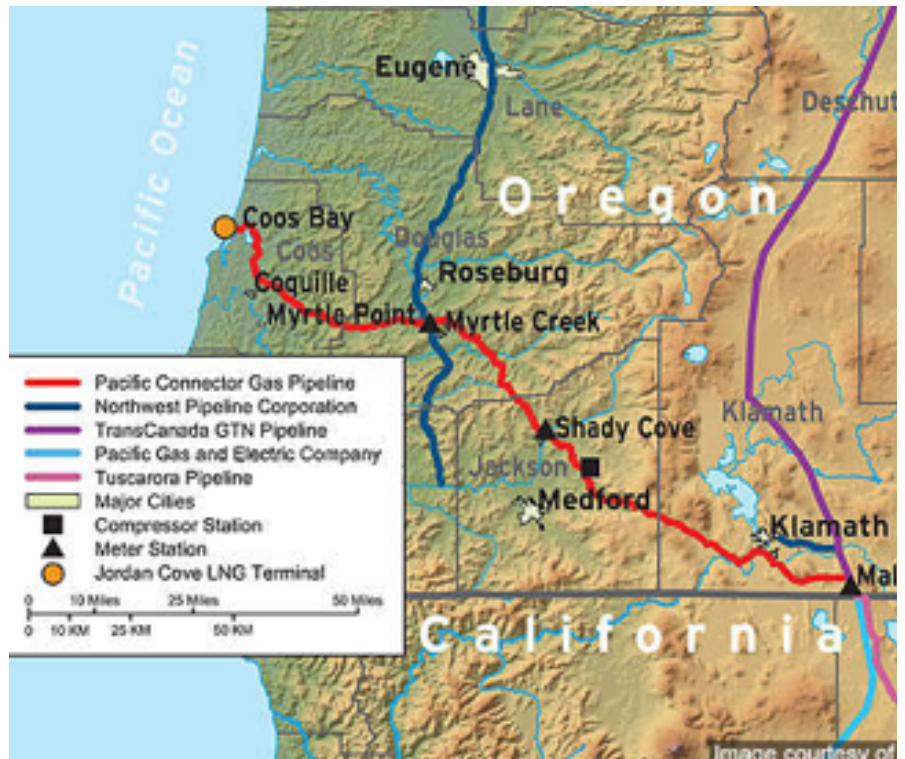 Eugene
Lane
Deschut
Pacific Ocean
Oregon
Coos Bay
Coos
Douglas
Roseburg
Coquille
Myrtle Point
Myrtle Creek
Klamath
Shady Cove
Jackson
Medford
Klamath
Mal
California
Pacific Connector Gas Pipeline
Northwest Pipeline Corporation
TransCanada GTN Pipeline
Pacific Gas and Electric Company
Tuscarora Pipeline
Major Cities
Compressor Station
Meter Station
Jordan Cove LNG Terminal
0 10 Miles 25 Miles 50 Miles
0 10 KM 25 KM 50 KM
Image courtesy of